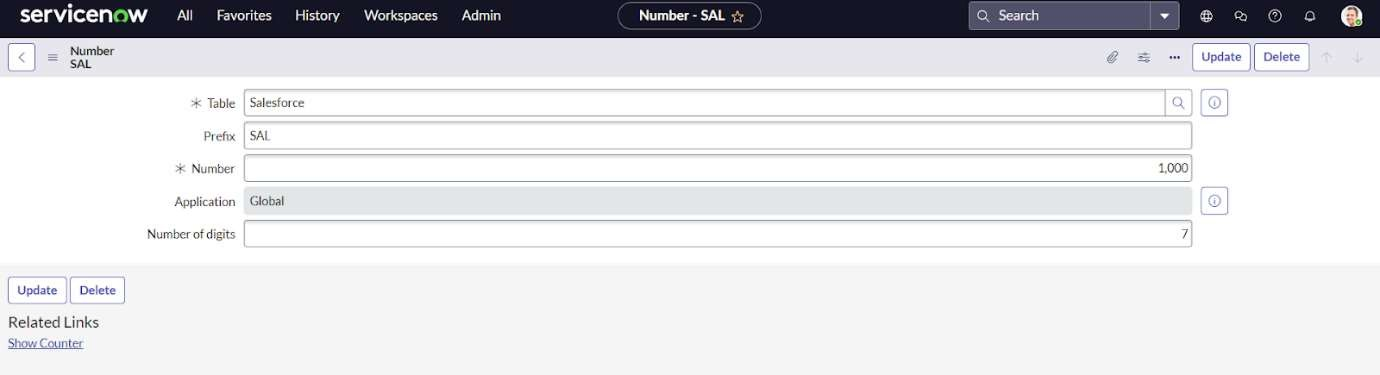 servicenow All Favorites History Workspaces Admin Number - SAL Search
Number
SAL
Update Delete
Table Salesforce
Prefix SAL
Number 1,000
Application Global
Number of digits 7
Update Delete
Related Links
Show Counter